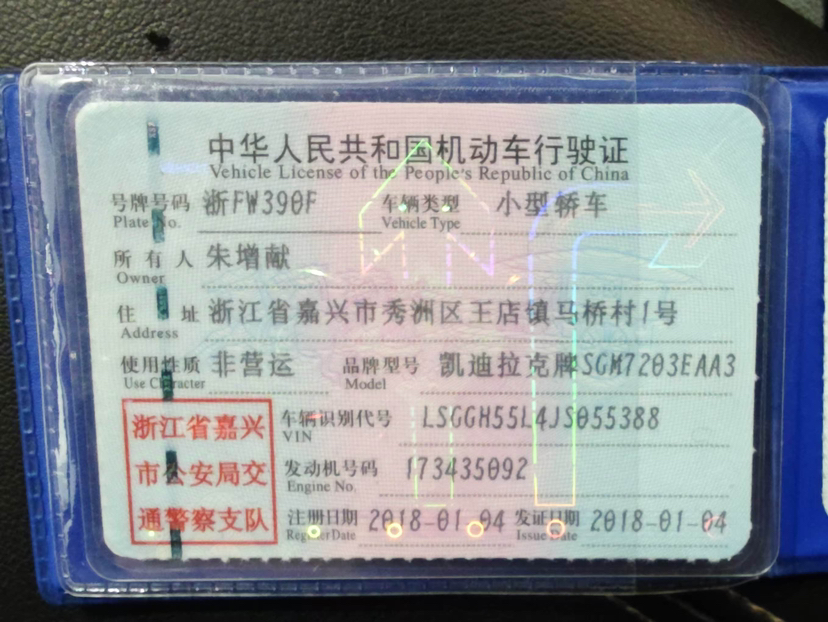 中华人民共和国机动车行驶证
Vehicle License of the People's Republic of China
号牌号码 浙FW390F 车辆类型 小型轿车
Plate No. Vehicle Type
所有人 朱增献
Owner
住址 浙江省嘉兴市秀洲区王店镇马桥村1号
Address
使用性质 非营运 品牌型号 凯迪拉克牌SGM7203EAA3
Use Character Model
浙江省嘉兴 车辆识别代号 LSGGH55L4JS055388
VIN
市公安局交 发动机号码 173435092
Engine No.
通警察支队 注册日期 2018-01-04 发证日期 2018-01-04
Register Date Issue Date